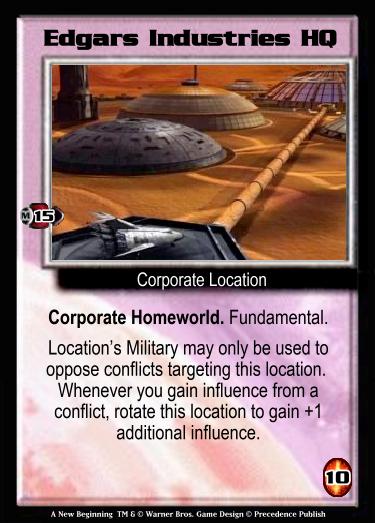 Edgars Industries HQ
M 15
Corporate Location
Corporate Homeworld. Fundamental.
Location's Military may only be used to
oppose conflicts targeting this location.
Whenever you gain influence from a
conflict, rotate this location to gain +1
additional influence.
10
A New Beginning TM & © Warner Bros. Game Design © Precedence Publish